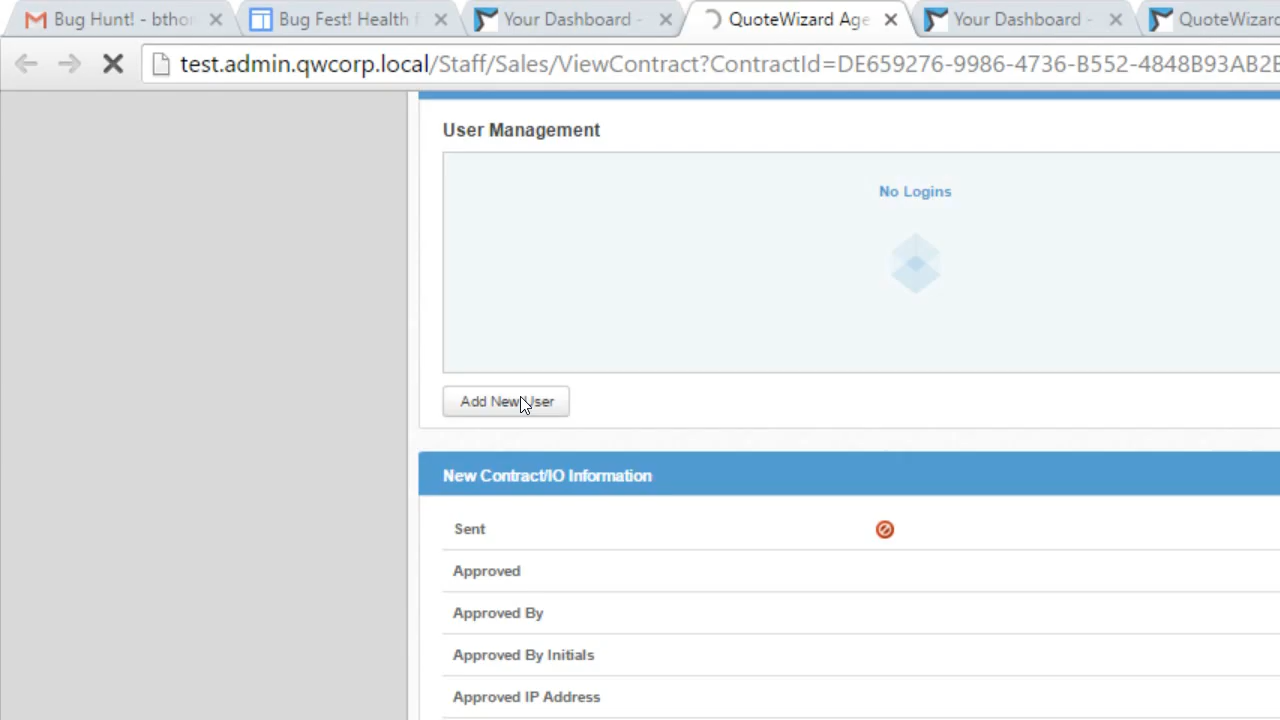 Bug Hunt! - bthor
Bug Fest! Health
Your Dashboard -
QuoteWizard Age
Your Dashboard -
QuoteWizard
test.admin.qwcorp.local/Staff/Sales/ViewContract?ContractId=DE659276-9986-4736-B552-4848B93AB2E
User Management
No Logins
Add New User
New Contract/IO Information
Sent
Approved
Approved By
Approved By Initials
Approved IP Address